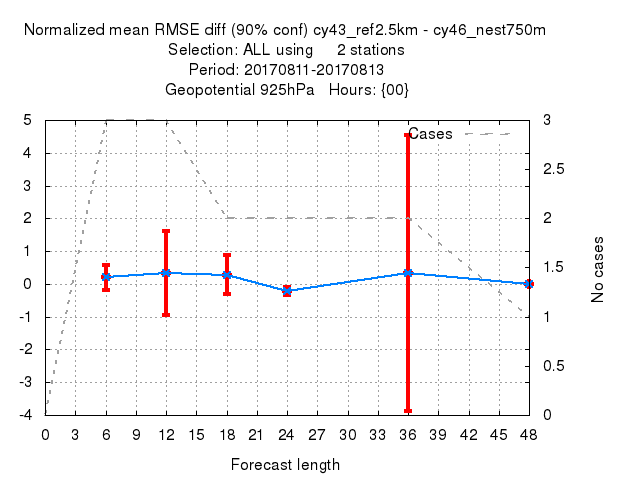 Normalized mean RMSE diff (90% conf) cy43_ref2.5km - cy46_nest750m
Selection: ALL using 2 stations
Period: 20170811-20170813
Geopotential 925hPa Hours: {00}
Cases
5
4
3
2
1
0
-1
-2
-3
-4
3
2.5
2
1.5
1
0.5
0
No cases
0 3 6 9 12 15 18 21 24 27 30 33 36 39 42 45 48
Forecast length